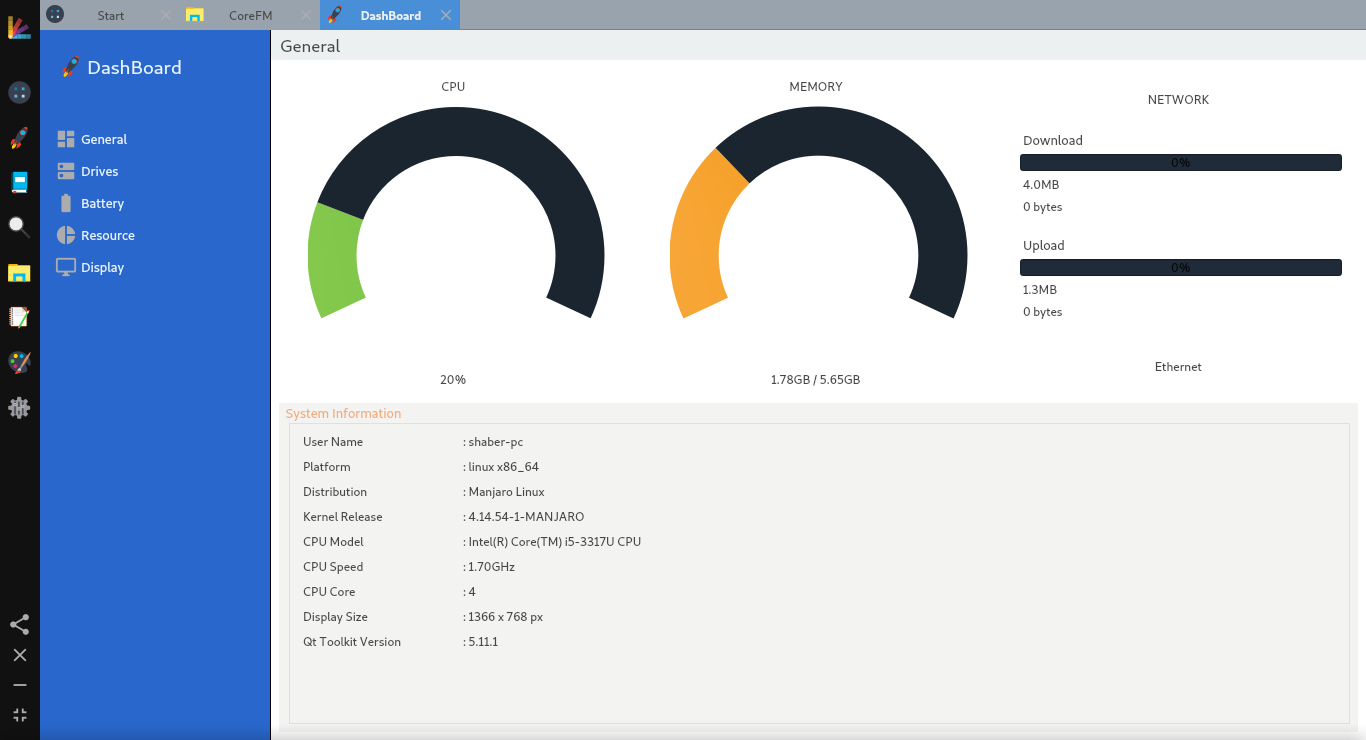 Start
CoreFM
DashBoard
DashBoard
General
Drives
Battery
Resource
Display
General
CPU
20%
MEMORY
1.78GB / 5.65GB
NETWORK
Download
0%
4.0MB
0 bytes
Upload
0%
1.3MB
0 bytes
Ethernet
System Information
User Name : shaber-pc
Platform : linux x86_64
Distribution : Manjaro Linux
Kernel Release : 4.14.54-1-MANJARO
CPU Model : Intel(R) Core(TM) i5-3317U CPU
CPU Speed : 1.70GHz
CPU Core : 4
Display Size : 1366 x 768 px
Qt Toolkit Version : 5.11.1